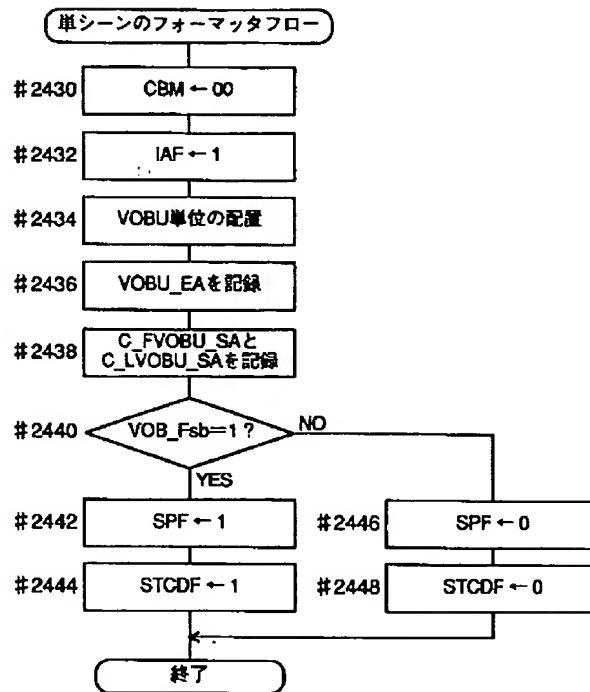 単シーンのフォーマッタフロー
#2430 CBM ← 00
#2432 IAF ← 1
#2434 VOBU単位の配置
#2436 VOBU_EAを記録
#2438 C_FVOBU_SAと
C_LVOBU_SAを記録
#2440 VOB_Fsb=1 ? NO
YES
#2442 SPF ← 1 #2446 SPF ← 0
#2444 STCDF ← 1 #2448 STCDF ← 0
終了